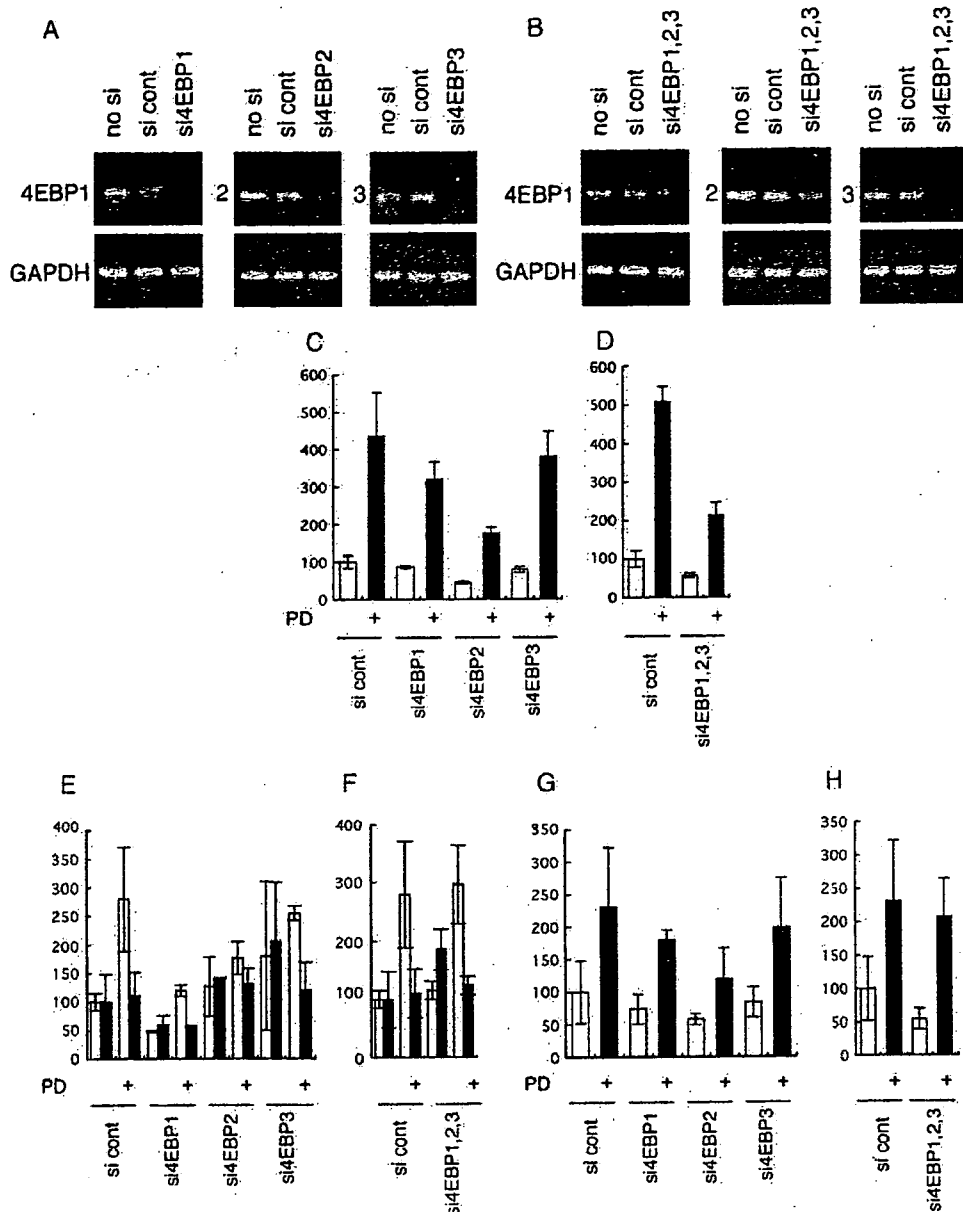 A
B
no si
si cont
si4EBP1
no si
si cont
si4EBP2
no si
si cont
si4EBP3
no si
si cont
si4EBP1,2,3
no si
si cont
si4EBP1,2,3
no si
si cont
si4EBP1,2,3
4EBP1 2 3 4EBP1 2 3
GAPDH GAPDH
C
D
600
500
400
300
200
100
0
600
500
400
300
200
100
0
PD + + + + + +
si cont
si4EBP1
si4EBP2
si4EBP3
si cont
si4EBP1,2,3
E
F
G
H
400
350
300
250
200
150
100
50
0
400
300
200
100
0
350
300
250
200
150
100
50
0
350
300
250
200
150
100
50
0
PD + + + + + + PD + + + + + +
si cont
si4EBP1
si4EBP2
si4EBP3
si cont
si4EBP1,2,3
si cont
si4EBP1
si4EBP2
si4EBP3
si cont
si4EBP1,2,3